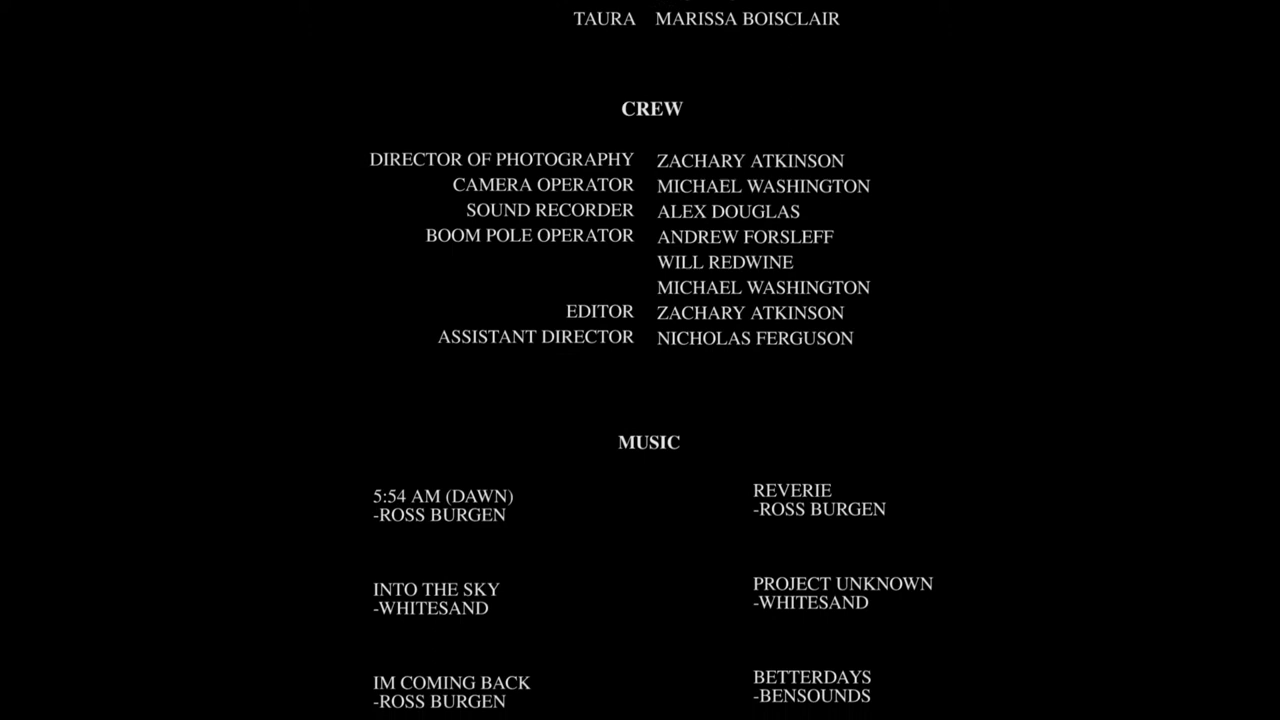 TAURA MARISSA BOISCLAIR
CREW
DIRECTOR OF PHOTOGRAPHY ZACHARY ATKINSON
CAMERA OPERATOR MICHAEL WASHINGTON
SOUND RECORDER ALEX DOUGLAS
BOOM POLE OPERATOR ANDREW FORSLEFF
WILL REDWINE
MICHAEL WASHINGTON
EDITOR ZACHARY ATKINSON
ASSISTANT DIRECTOR NICHOLAS FERGUSON
MUSIC
5:54 AM (DAWN)
-ROSS BURGEN
REVERIE
-ROSS BURGEN
INTO THE SKY
-WHITESAND
PROJECT UNKNOWN
-WHITESAND
IM COMING BACK
-ROSS BURGEN
BETTERDAYS
-BENSOUNDS